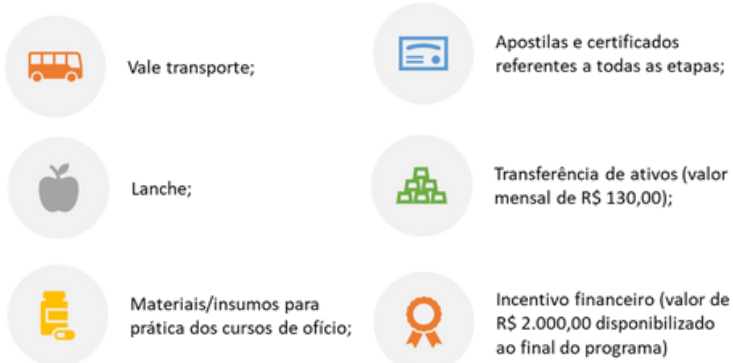 Vale transporte;
Apostilas e certificados
referentes a todas as etapas;
Lanche;
Transferência de ativos (valor
mensal de R$ 130,00);
Materiais/insumos para
prática dos cursos de ofício;
Incentivo financeiro (valor de
R$ 2.000,00 disponibilizado
ao final do programa)